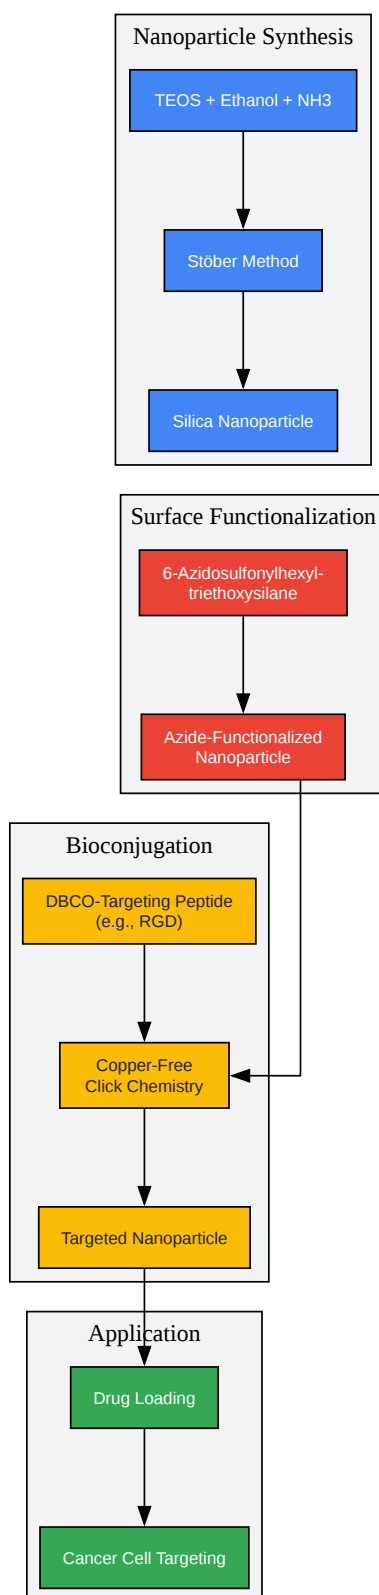 Nanoparticle Synthesis
TEOS + Ethanol + NH3
Stöber Method
Silica Nanoparticle
Surface Functionalization
6-Azidosulfonylhexyl-
triethoxysilane
Azide-Functionalized
Nanoparticle
Bioconjugation
DBCO-Targeting Peptide
(e.g., RGD)
Copper-Free
Click Chemistry
Targeted Nanoparticle
Application
Drug Loading
Cancer Cell Targeting